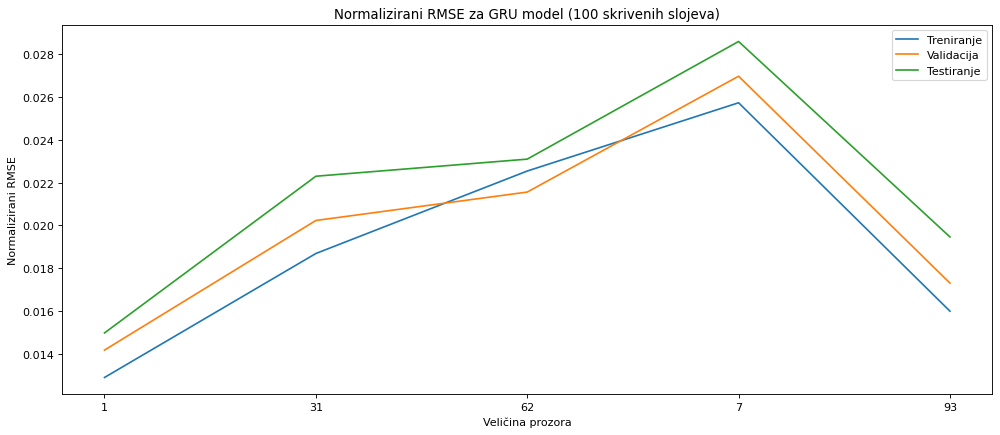 Normalizirani RMSE za GRU model (100 skrivenih slojeva)
Treniranje
Validacija
Testiranje
Normalizirani RMSE
0.028
0.026
0.024
0.022
0.020
0.018
0.016
0.014
1 31 62 7 93
Veličina prozora